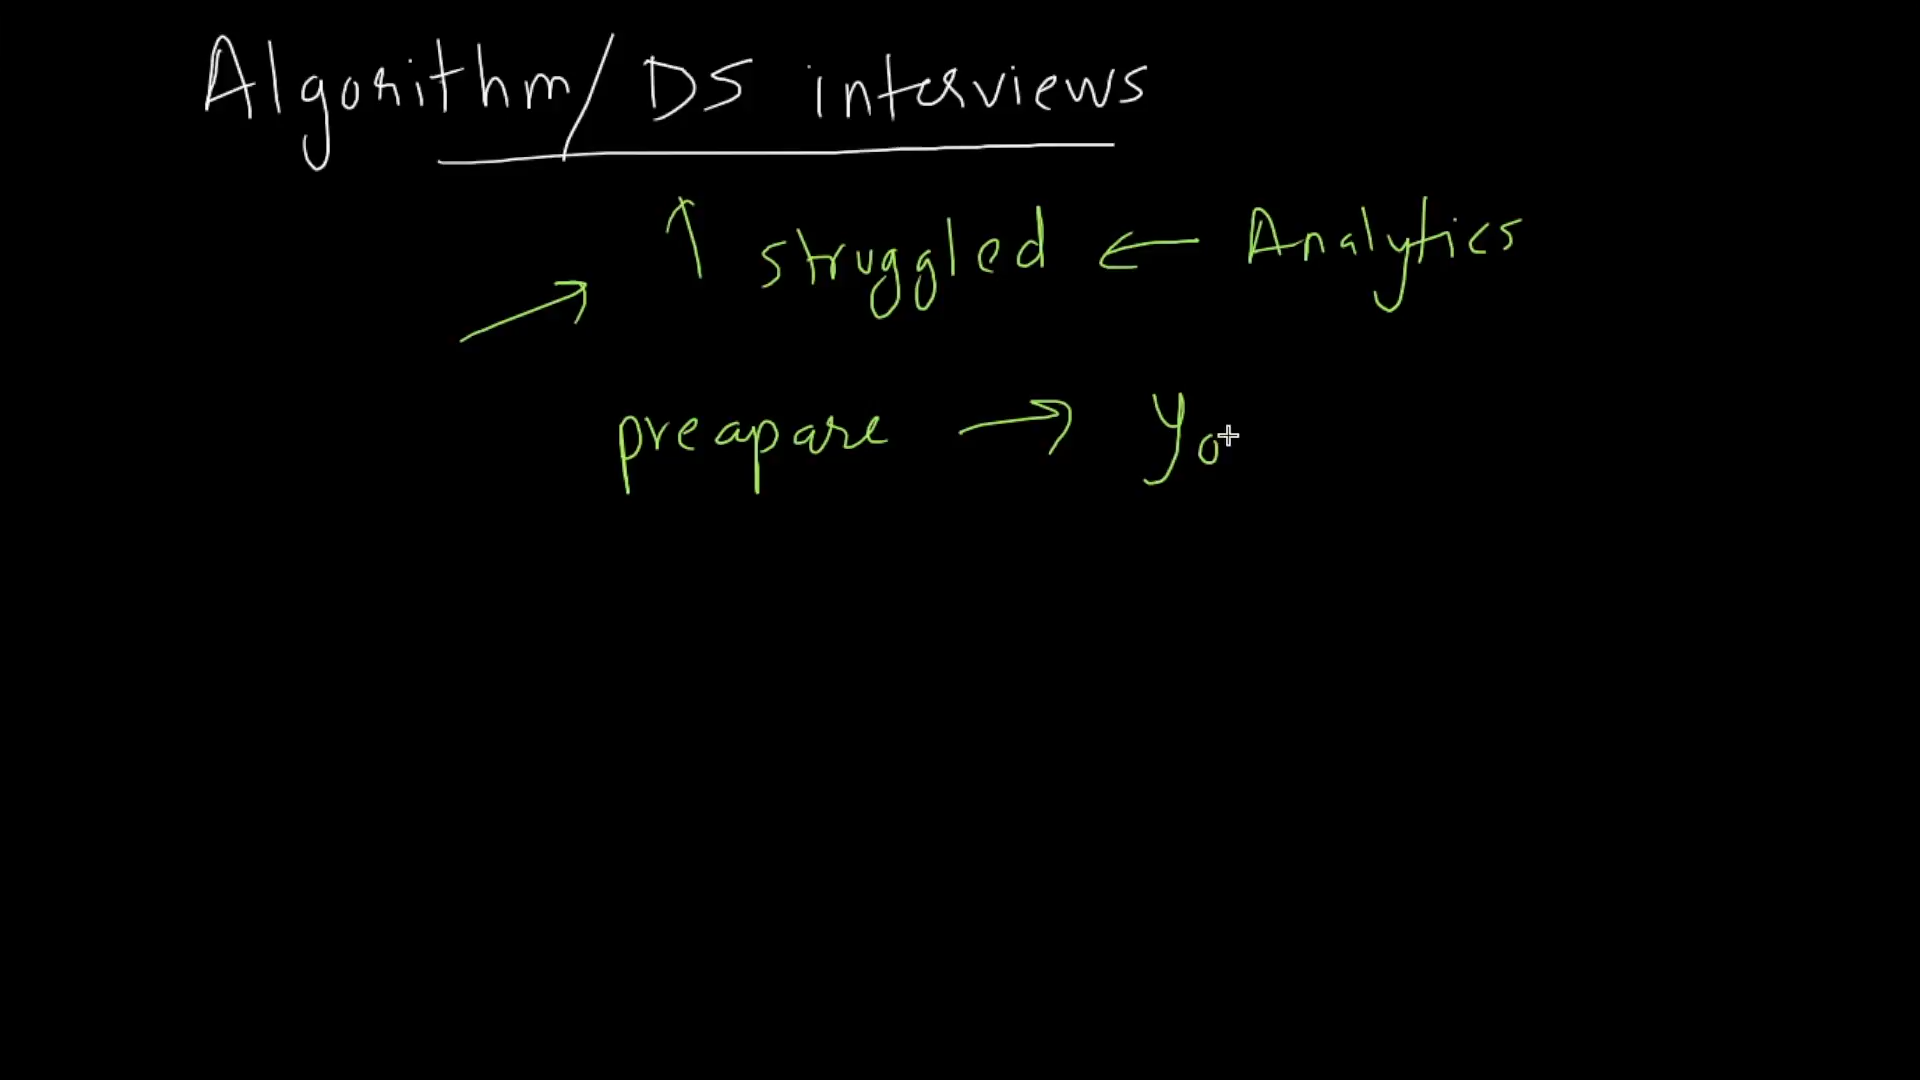 Algorithm/ DS interviews
↑ struggled ← Analytics
preapare → yo